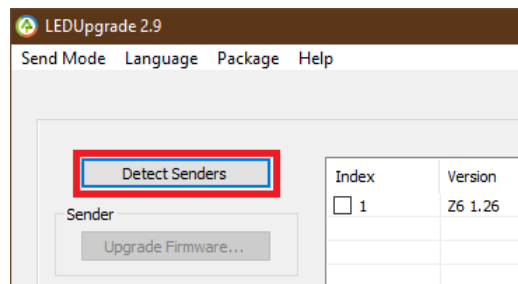 LEDUpgrade 2.9
Send Mode Language Package Help
Detect Senders
Index Version
1 Z6 1.26
Sender
Upgrade Firmware...